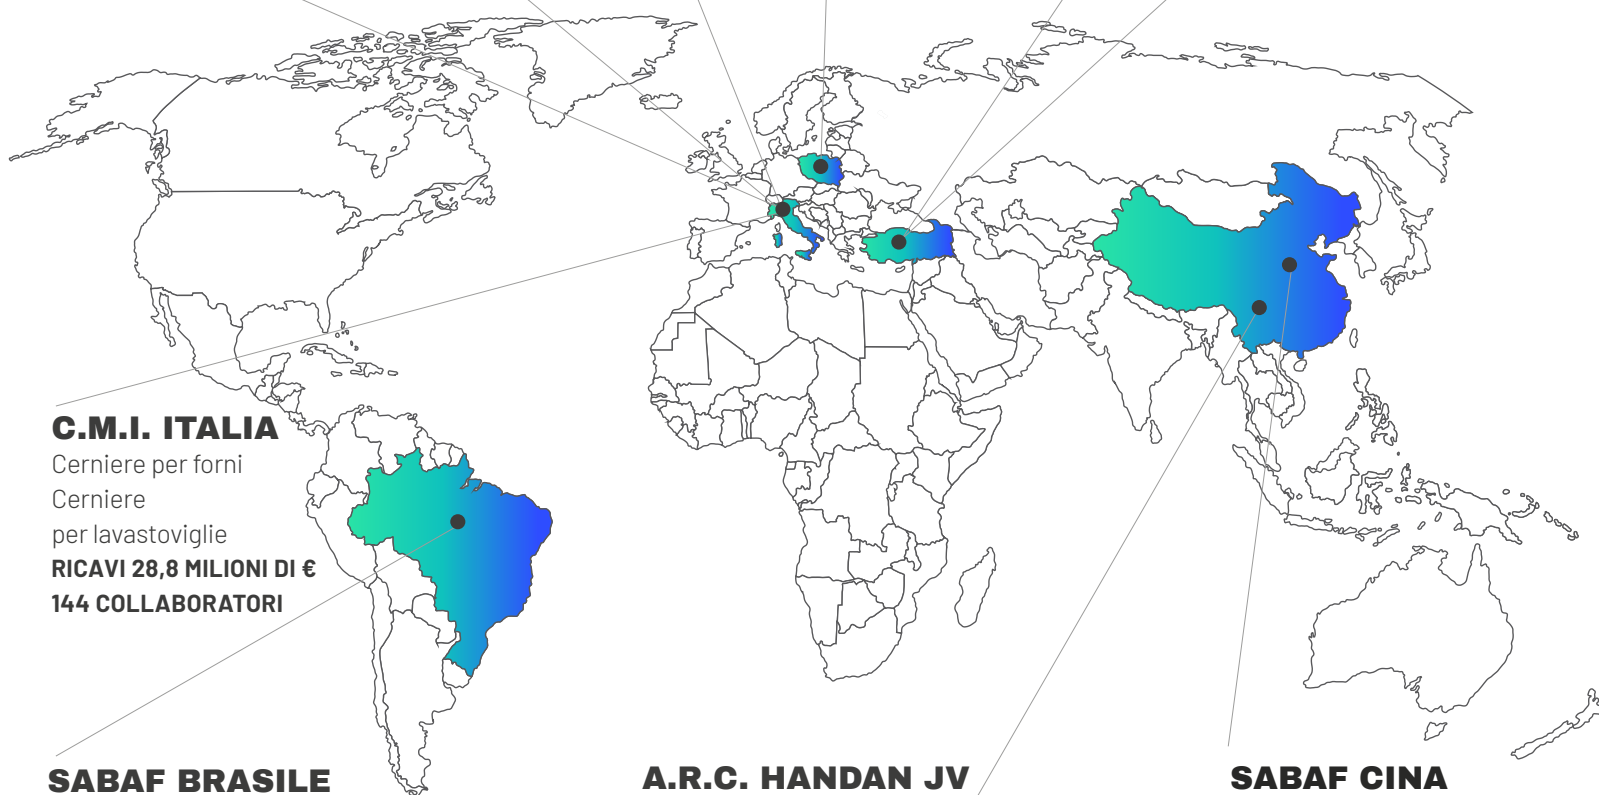 C.M.I. ITALIA
Cerniere per forni
Cerniere
per lavastoviglie
RICAVI 28,8 MILIONI DI €
144 COLLABORATORI
SABAF BRASILE
A.R.C. HANDAN JV
SABAF CINA